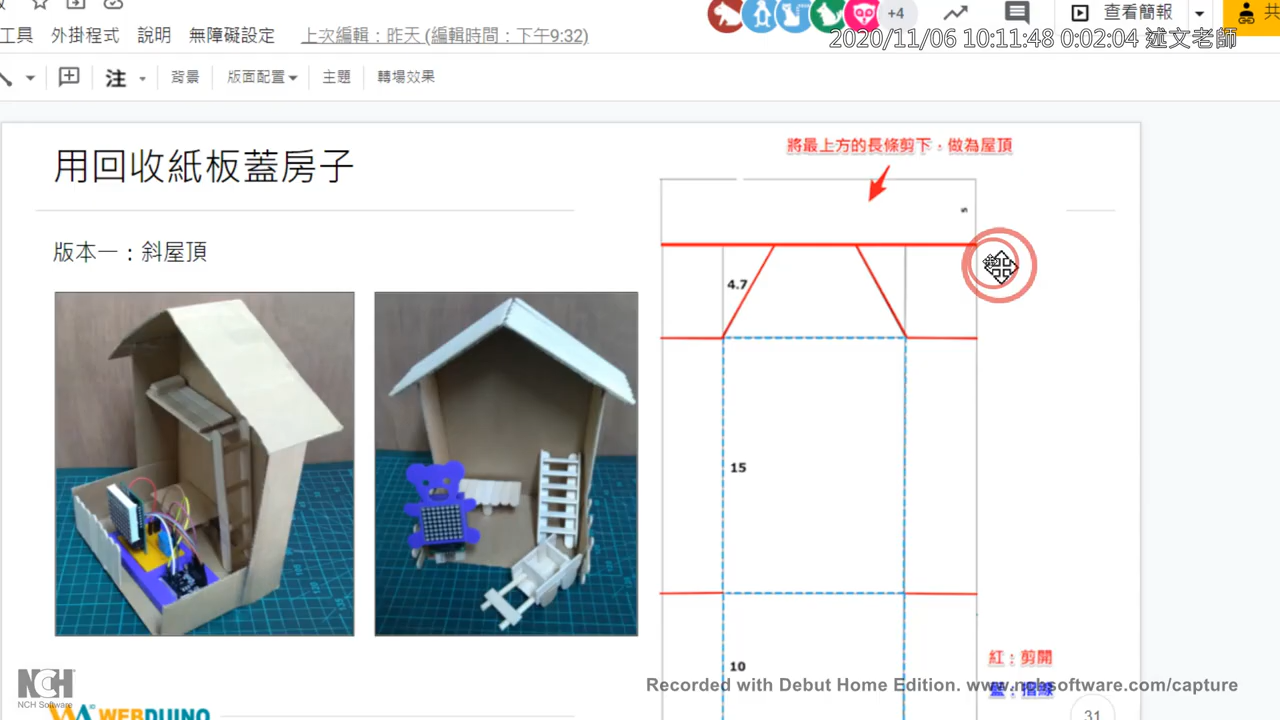 +4
查看簡報
工具 外掛程式 說明 無障礙設定 上次編輯：昨天 (編輯時間：下午9:32)
2020/11/06 10:11:48 0:02:04 述文老師
注 背景 版面配置 主題 轉場效果
將最上方的長條剪下，做為屋頂
用回收紙板蓋房子
5
版本一：斜屋頂
4.7
15
10
紅：剪開
藍：摺線
NCH
NCH Software
Recorded with Debut Home Edition. www.nchsoftware.com/capture
WEBDUINO
31